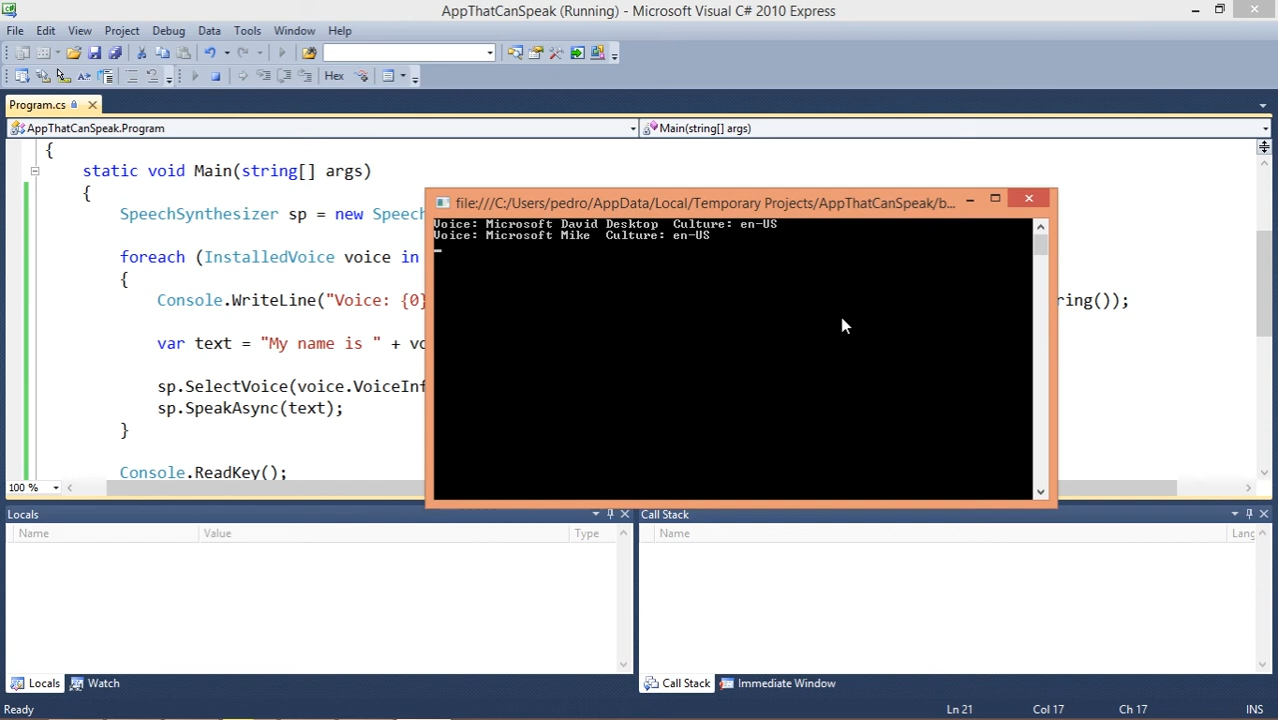 AppThatCanSpeak (Running) - Microsoft Visual C# 2010 Express
File Edit View Project Debug Data Tools Window Help
Hex
Program.cs
AppThatCanSpeak.Program
Main(string[] args)
{
static void Main(string[] args)
{
SpeechSynthesizer sp = new Speech
foreach (InstalledVoice voice in
{
Console.WriteLine("Voice: {0} ring());
var text = "My name is " + vo
sp.SelectVoice(voice.VoiceInf
sp.SpeakAsync(text);
}
Console.ReadKey();
file:///C:/Users/pedro/AppData/Local/Temporary Projects/AppThatCanSpeak/b...
Voice: Microsoft David Desktop Culture: en-US
Voice: Microsoft Mike Culture: en-US
100 %
Locals
Name Value Type
Call Stack
Name Lang
Locals Watch
Call Stack Immediate Window
Ready Ln 21 Col 17 Ch 17 INS